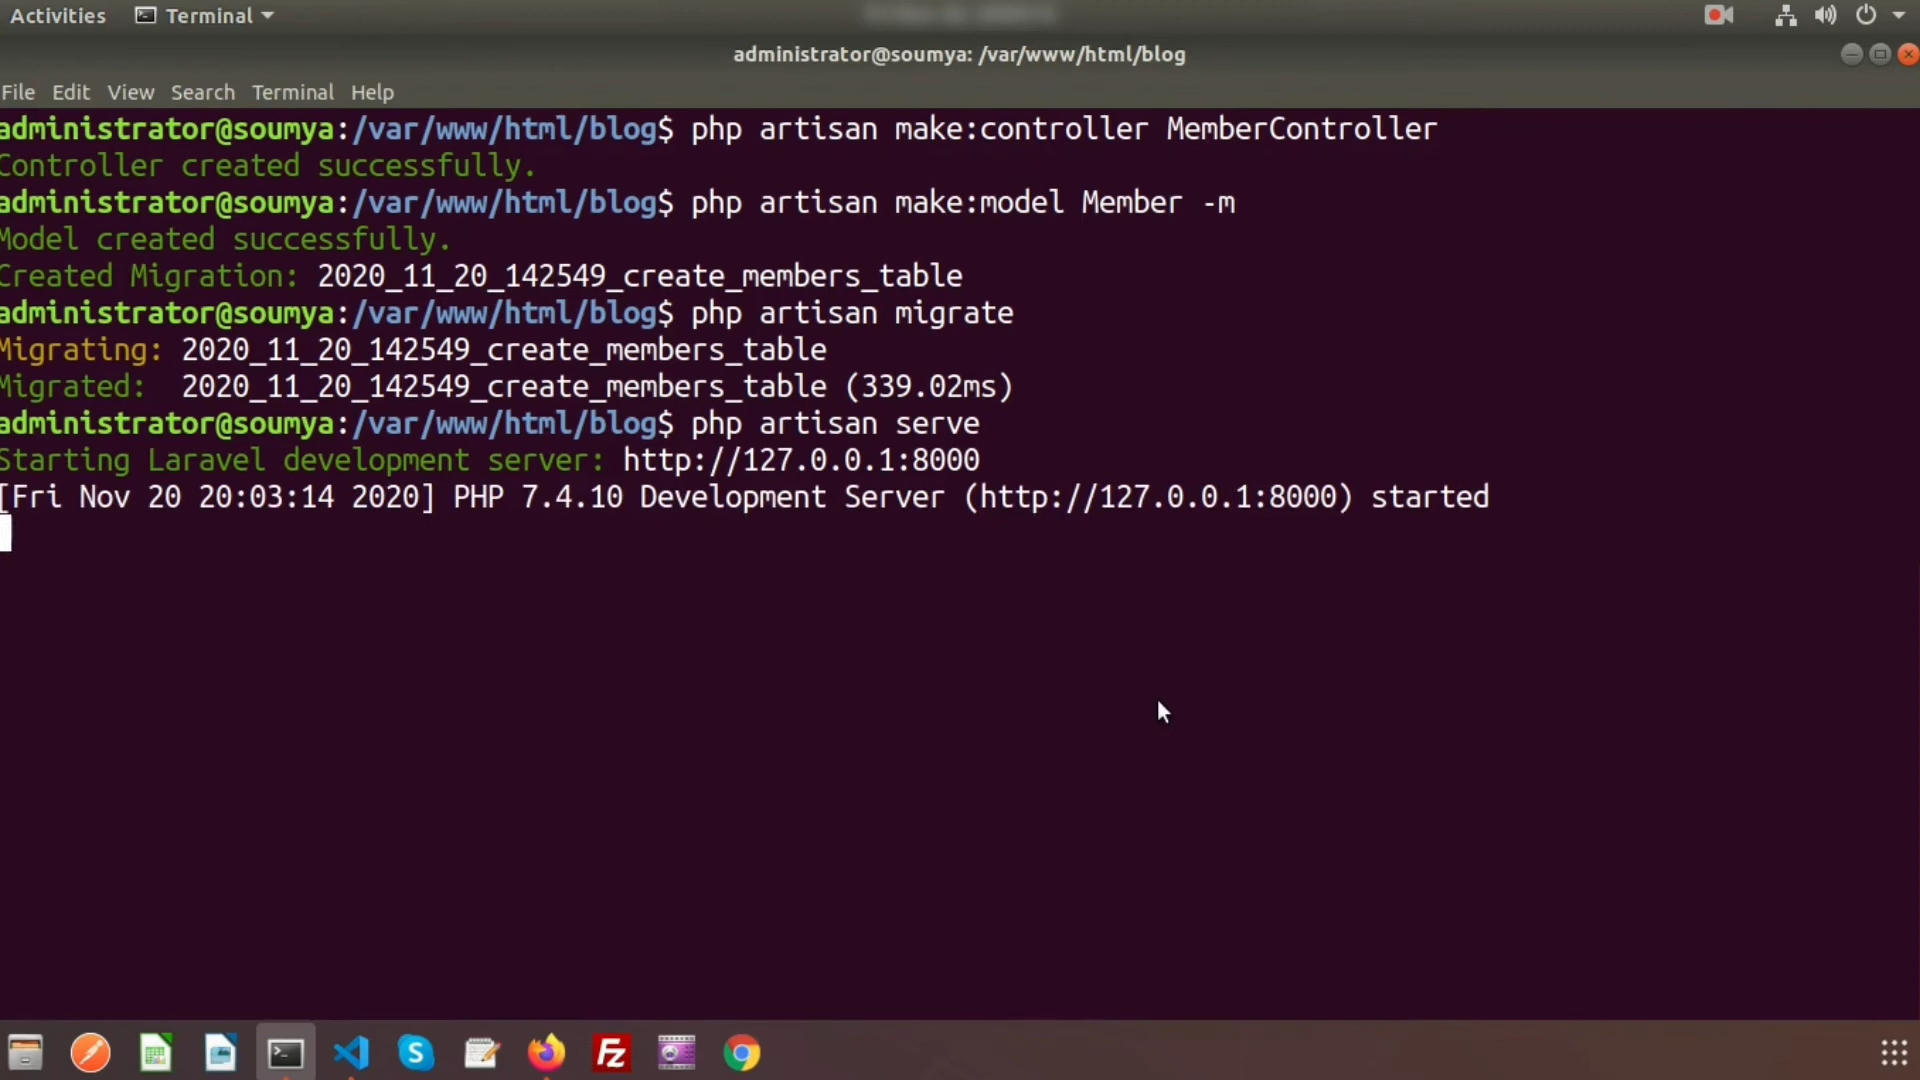 Activities Terminal
administrator@soumya: /var/www/html/blog
File Edit View Search Terminal Help
administrator@soumya:/var/www/html/blog$ php artisan make:controller MemberController
Controller created successfully.
administrator@soumya:/var/www/html/blog$ php artisan make:model Member -m
Model created successfully.
Created Migration: 2020_11_20_142549_create_members_table
administrator@soumya:/var/www/html/blog$ php artisan migrate
Migrating: 2020_11_20_142549_create_members_table
Migrated:  2020_11_20_142549_create_members_table (339.02ms)
administrator@soumya:/var/www/html/blog$ php artisan serve
Starting Laravel development server: http://127.0.0.1:8000
[Fri Nov 20 20:03:14 2020] PHP 7.4.10 Development Server (http://127.0.0.1:8000) started